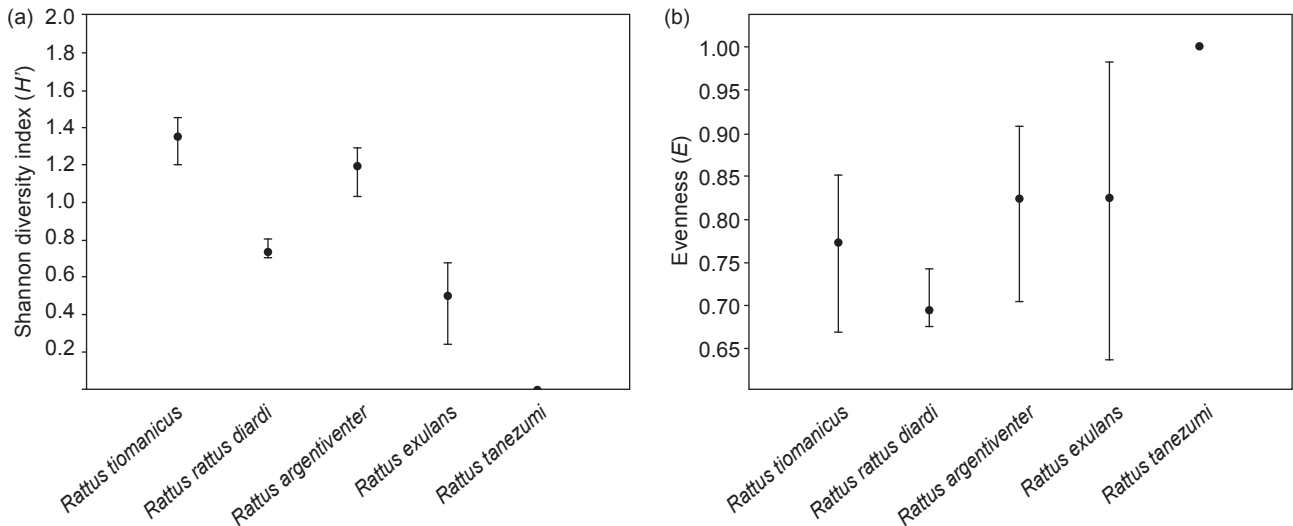 (a)
Shannon diversity index (H')
2.0
1.8
1.6
1.4
1.2
1.0
0.8
0.6
0.4
0.2
Rattus tiomanicus
Rattus rattus diardi
Rattus argentiventer
Rattus exulans
Rattus tanezumi
(b)
Evenness (E)
1.00
0.95
0.90
0.85
0.80
0.75
0.70
0.65
Rattus tiomanicus
Rattus rattus diardi
Rattus argentiventer
Rattus exulans
Rattus tanezumi